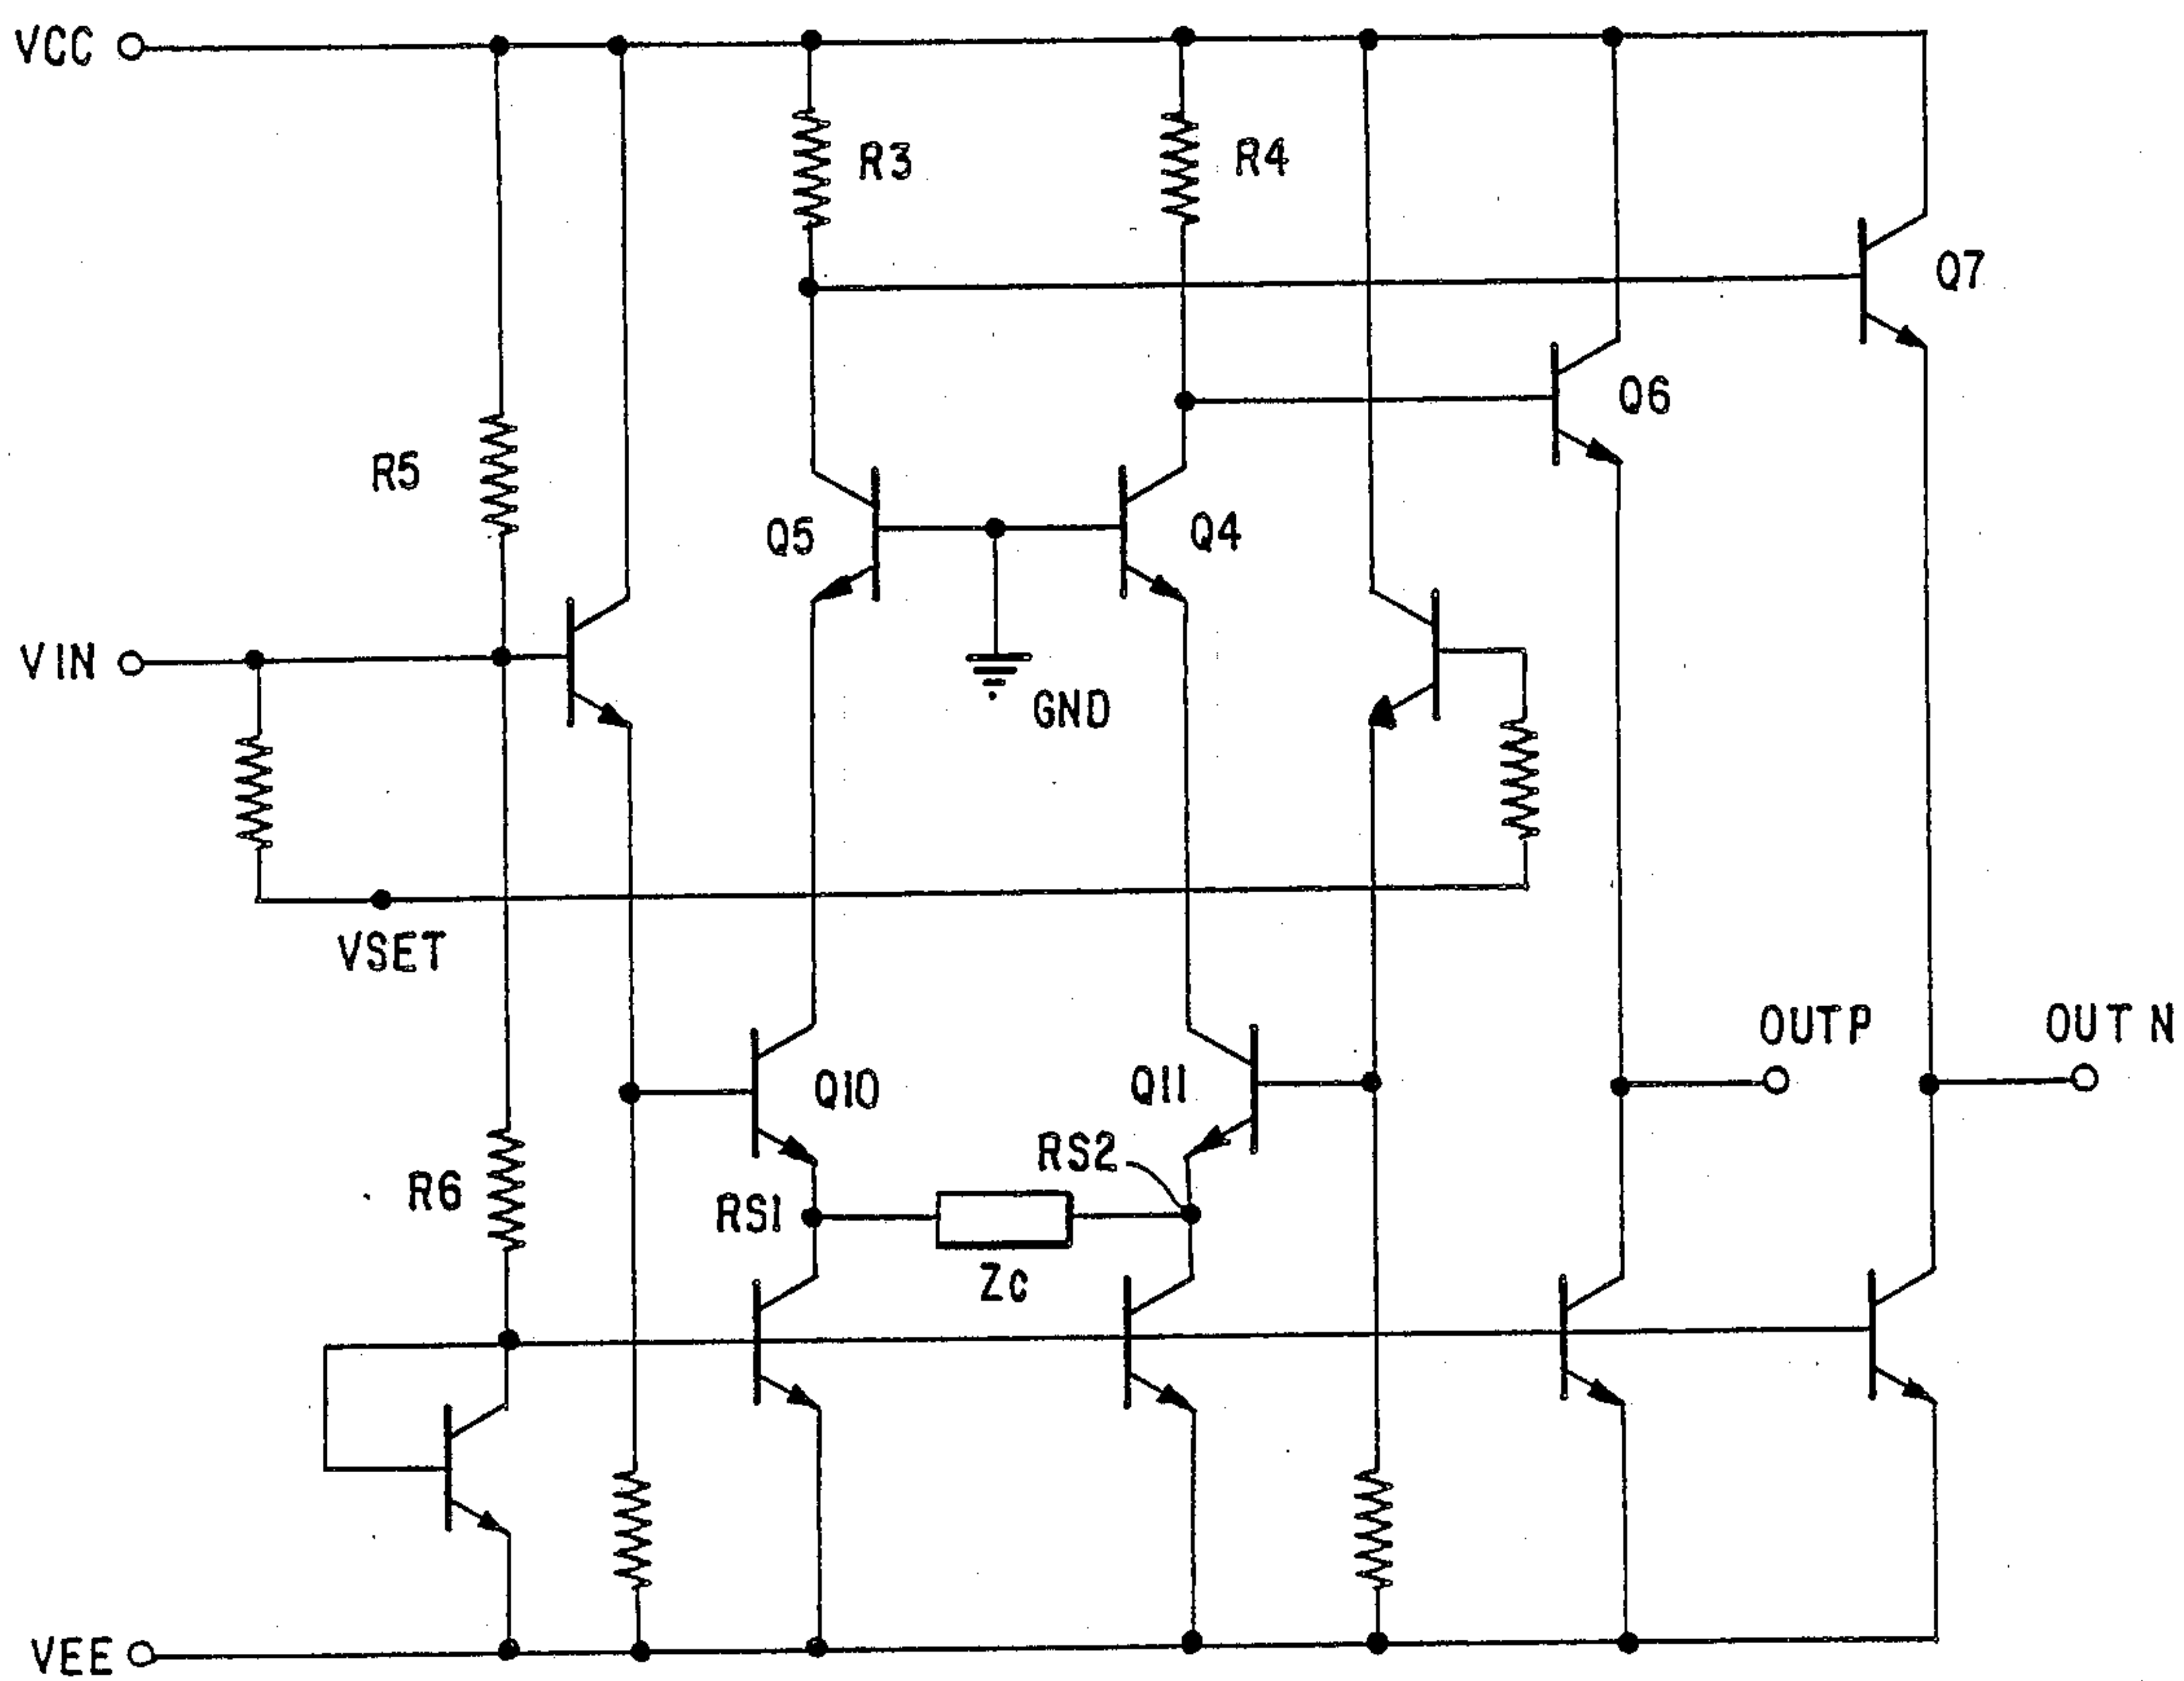 VCC
R3
R4
Q7
Q6
R5
Q5
Q4
VIN
GND
VSET
OUTP
OUTN
Q10
Q11
RS2
R6
RS1
Zc
VEE